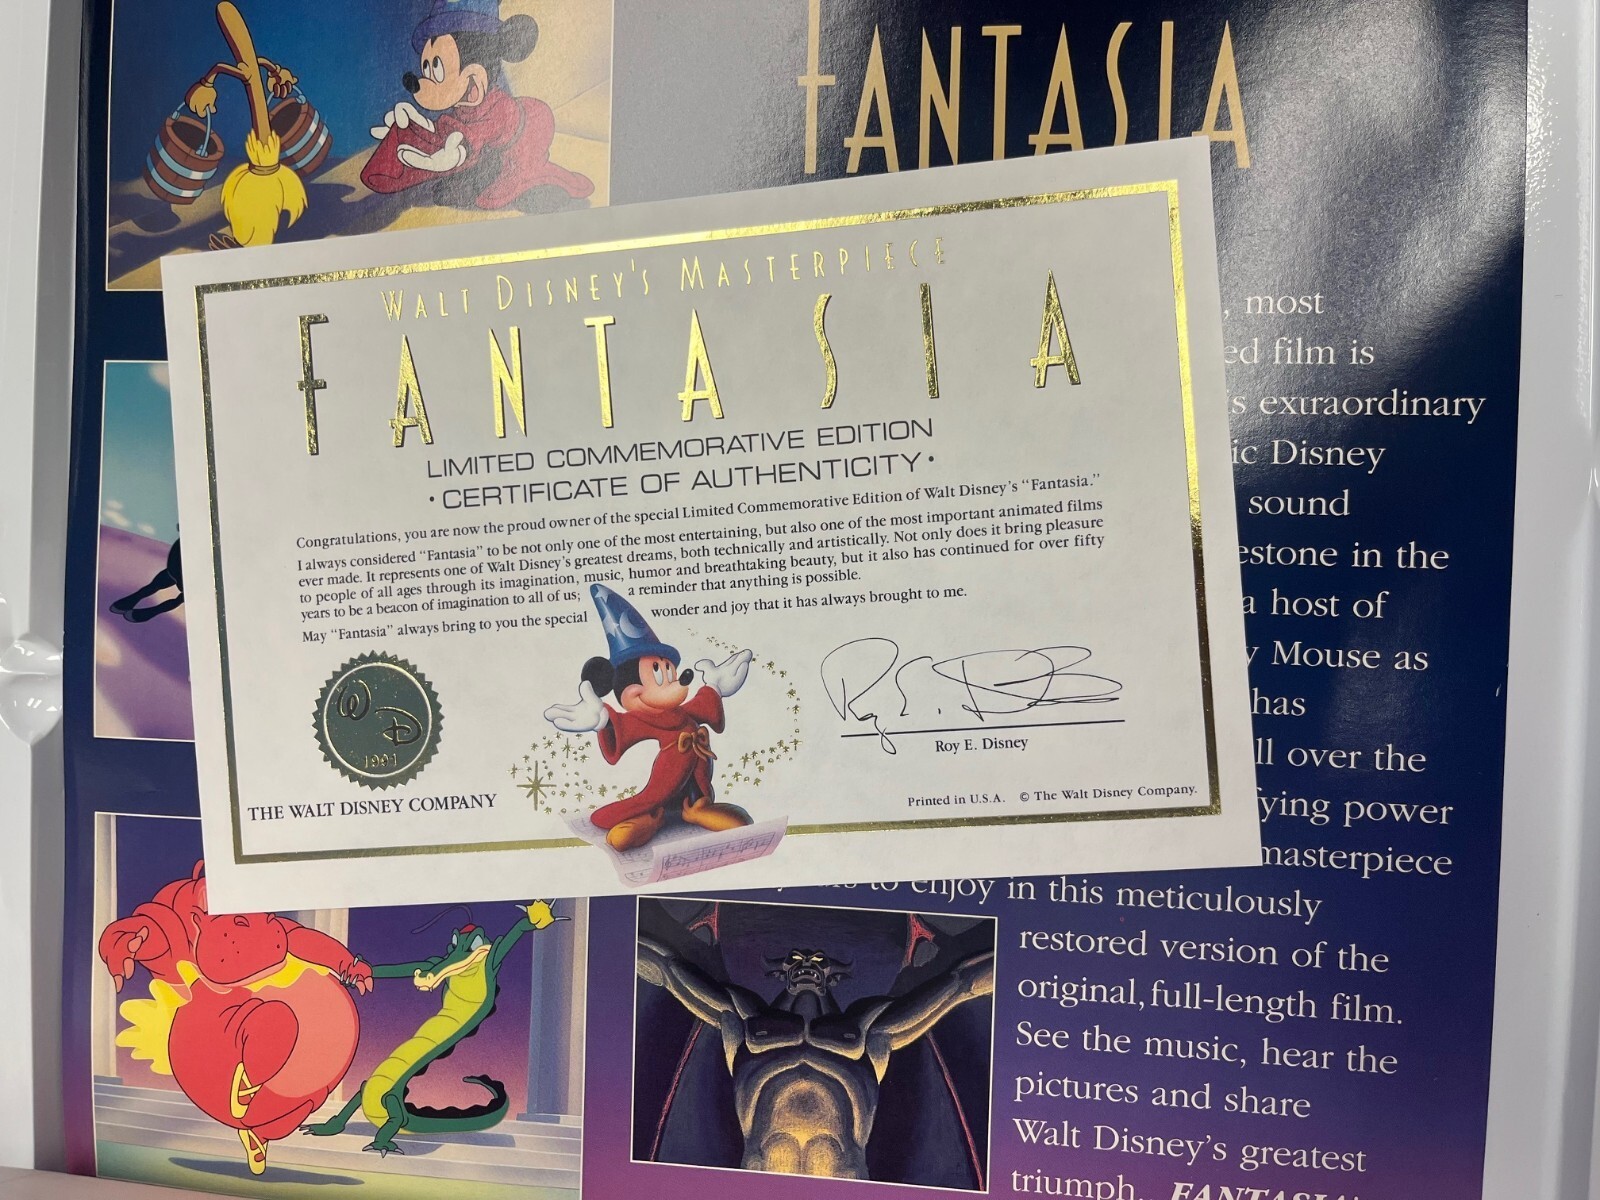 FANTASIA
WALT DISNEY'S MASTERPIECE
FANTASIA
LIMITED COMMEMORATIVE EDITION
• CERTIFICATE OF AUTHENTICITY •
Congratulations, you are now the proud owner of the special Limited Commemorative Edition of Walt Disney's "Fantasia."
I always considered "Fantasia" to be not only one of the most entertaining, but also one of the most important animated films
ever made. It represents one of Walt Disney's greatest dreams, both technically and artistically. Not only does it bring pleasure
to people of all ages through its imagination, music, humor and breathtaking beauty, but it also has continued for over fifty
years to be a beacon of imagination to all of us; a reminder that anything is possible.
May "Fantasia" always bring to you the special wonder and joy that it has always brought to me.
WD
1991
THE WALT DISNEY COMPANY
Roy E. Disney
Roy E. Disney
Printed in U.S.A. © The Walt Disney Company.
, most
ed film is
s extraordinary
ic Disney
sound
estone in the
a host of
y Mouse as
has
ll over the
fying power
masterpiece
to enjoy in this meticulously
restored version of the
original, full-length film.
See the music, hear the
pictures and share
Walt Disney's greatest
triumph... FANTASIA!